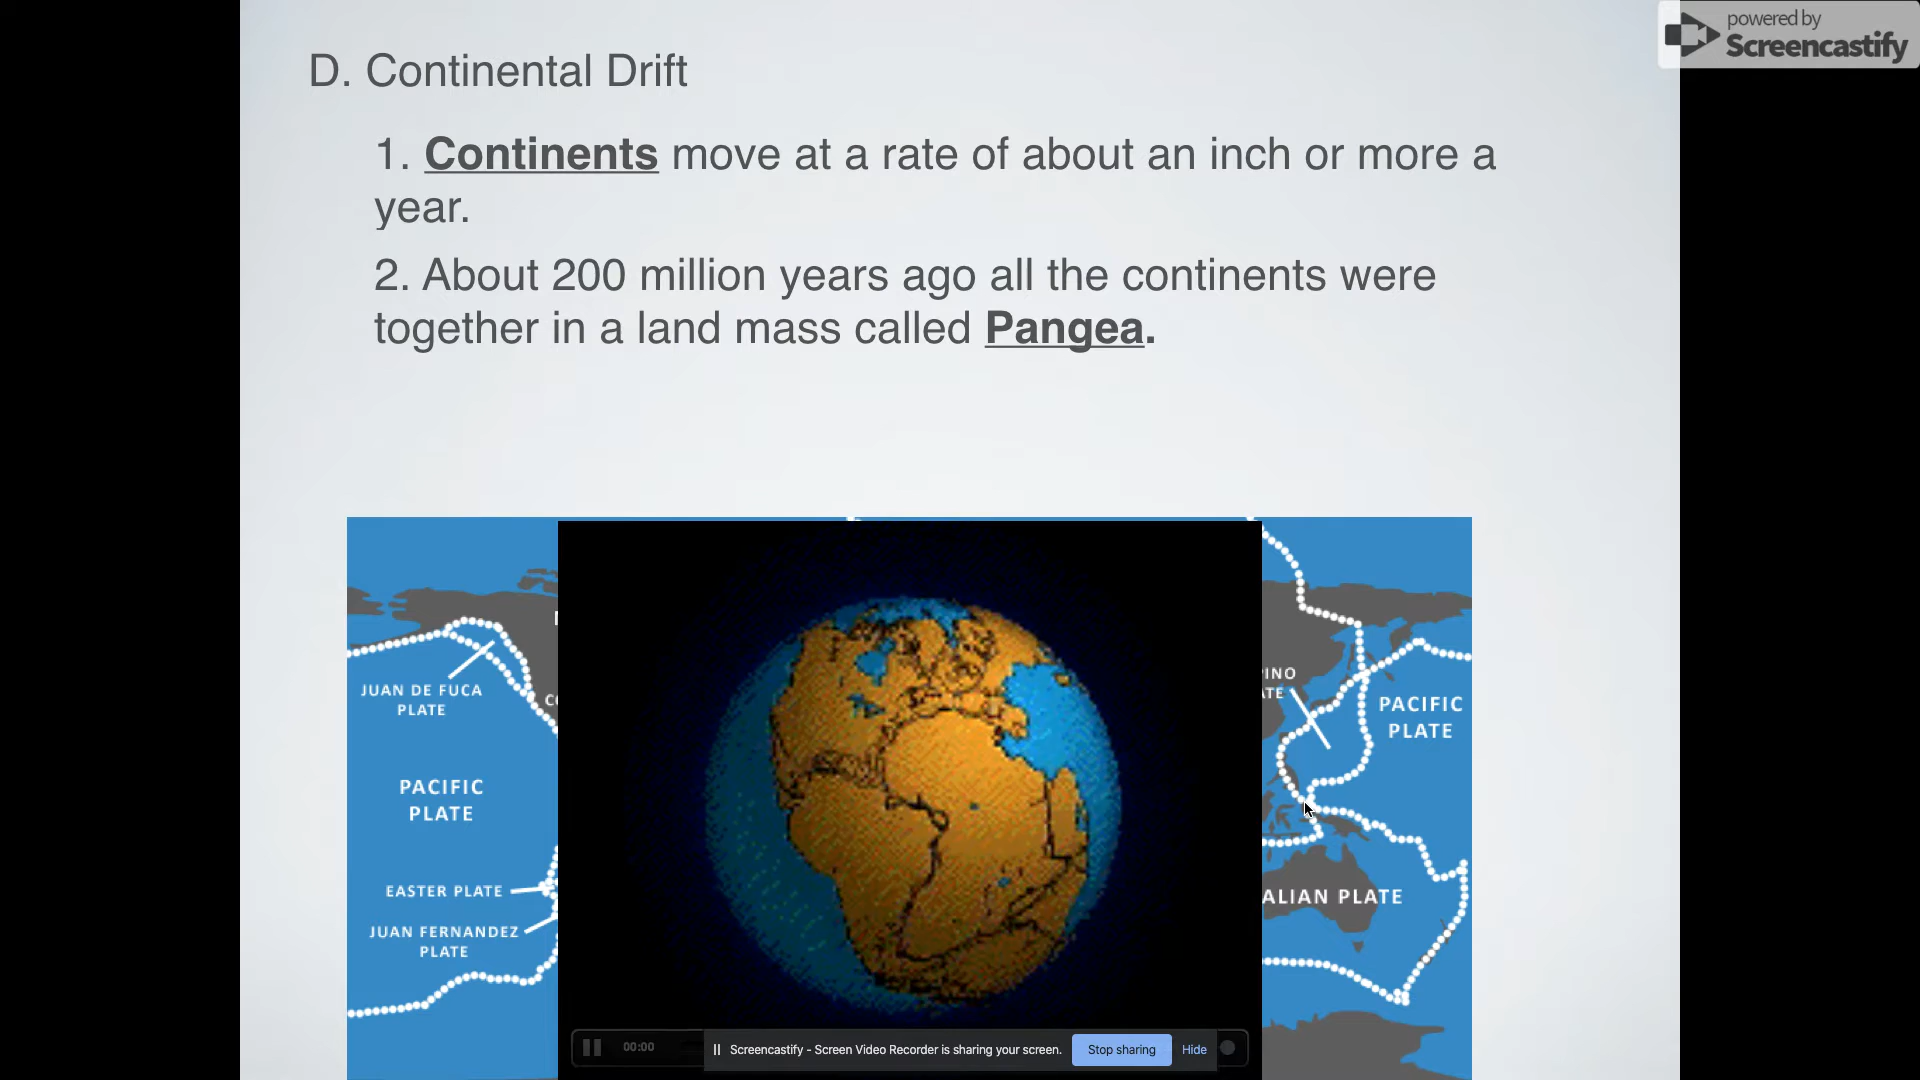 powered by
Screencastify
D. Continental Drift
1. Continents move at a rate of about an inch or more a
year.
2. About 200 million years ago all the continents were
together in a land mass called Pangea.
JUAN DE FUCA
PLATE
PACIFIC
PLATE
EASTER PLATE
JUAN FERNANDEZ
PLATE
PINO
ATE
PACIFIC
PLATE
ALIAN PLATE
00:00
Screencastify - Screen Video Recorder is sharing your screen.
Stop sharing
Hide